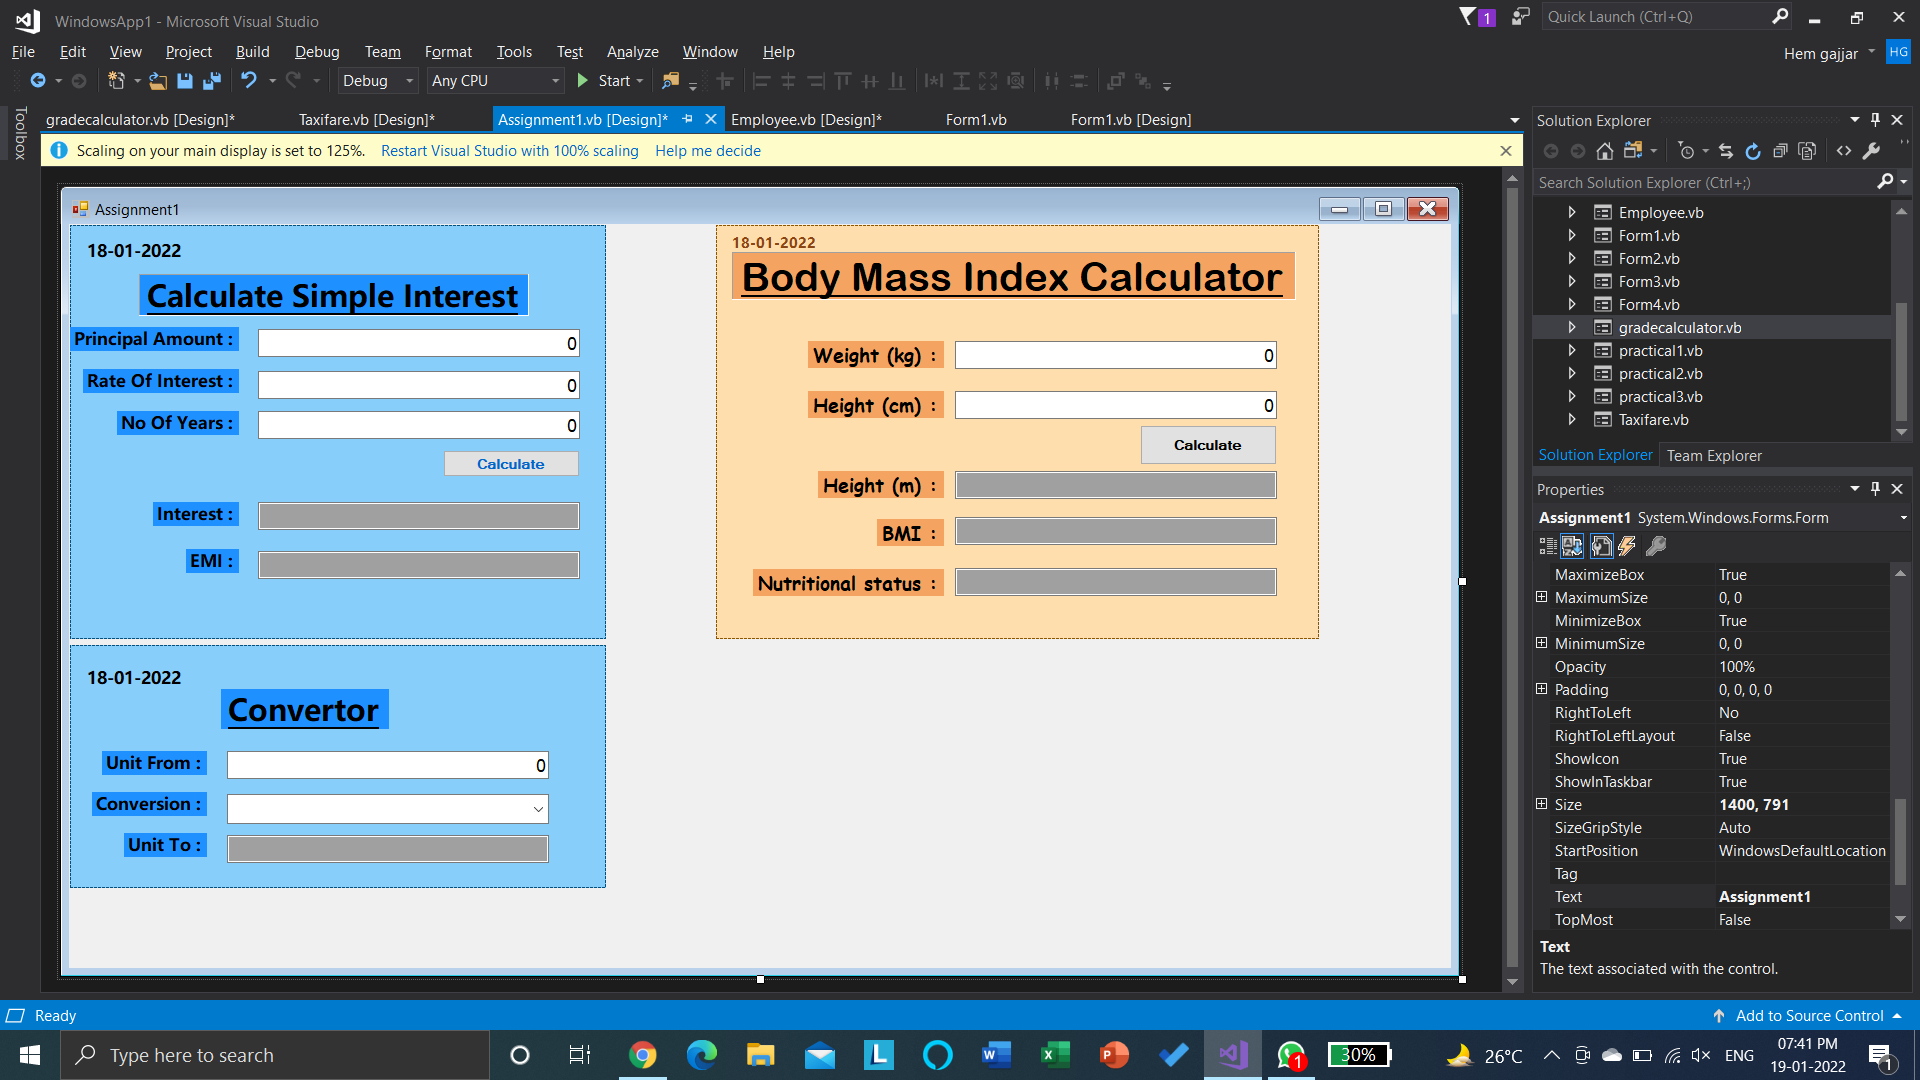 WindowsApp1 - Microsoft Visual Studio
1
Quick Launch (Ctrl+Q)
File Edit View Project Build Debug Team Format Tools Test Analyze Window Help
Hem gajjar HG
Debug Any CPU Start
Toolbox
gradecalculator.vb [Design]* Taxifare.vb [Design]* Assignment1.vb [Design]* Employee.vb [Design]* Form1.vb Form1.vb [Design]
Scaling on your main display is set to 125%. Restart Visual Studio with 100% scaling Help me decide
Assignment1
18-01-2022
Calculate Simple Interest
Principal Amount : 0
Rate Of Interest : 0
No Of Years : 0
Calculate
Interest :
EMI :
18-01-2022
Convertor
Unit From : 0
Conversion :
Unit To :
18-01-2022
Body Mass Index Calculator
Weight (kg) : 0
Height (cm) : 0
Calculate
Height (m) :
BMI :
Nutritional status :
Solution Explorer
Search Solution Explorer (Ctrl+;)
Employee.vb
Form1.vb
Form2.vb
Form3.vb
Form4.vb
gradecalculator.vb
practical1.vb
practical2.vb
practical3.vb
Taxifare.vb
Solution Explorer Team Explorer
Properties
Assignment1 System.Windows.Forms.Form
MaximizeBox True
MaximumSize 0, 0
MinimizeBox True
MinimumSize 0, 0
Opacity 100%
Padding 0, 0, 0, 0
RightToLeft No
RightToLeftLayout False
ShowIcon True
ShowInTaskbar True
Size 1400, 791
SizeGripStyle Auto
StartPosition WindowsDefaultLocation
Tag
Text Assignment1
TopMost False
Text
The text associated with the control.
Ready
Add to Source Control
Type here to search
L
1
30%
26°C
ENG
07:41 PM
19-01-2022
1